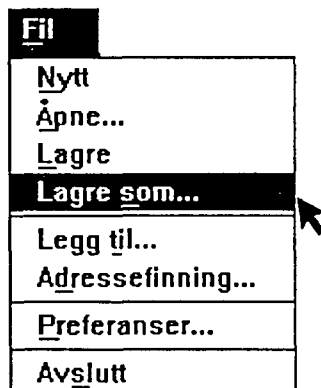 Fil
Nytt
Åpne...
Lagre
Lagre som...
Legg til...
Adressefinning...
Preferanser...
Avslutt